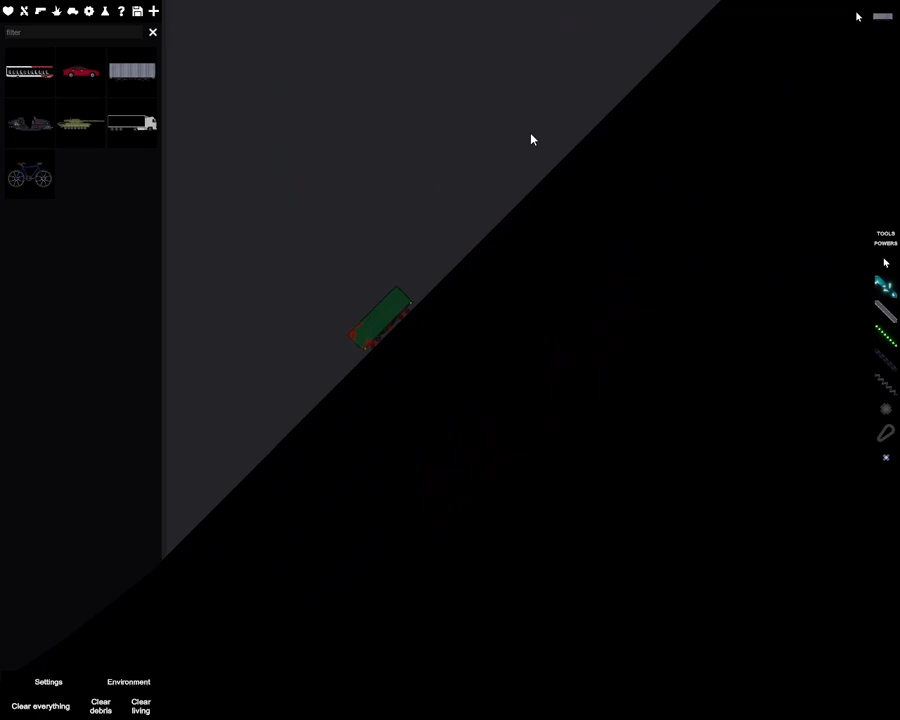 filter
TOOLS
POWERS
Settings
Environment
Clear everything
Clear
debris
Clear
living